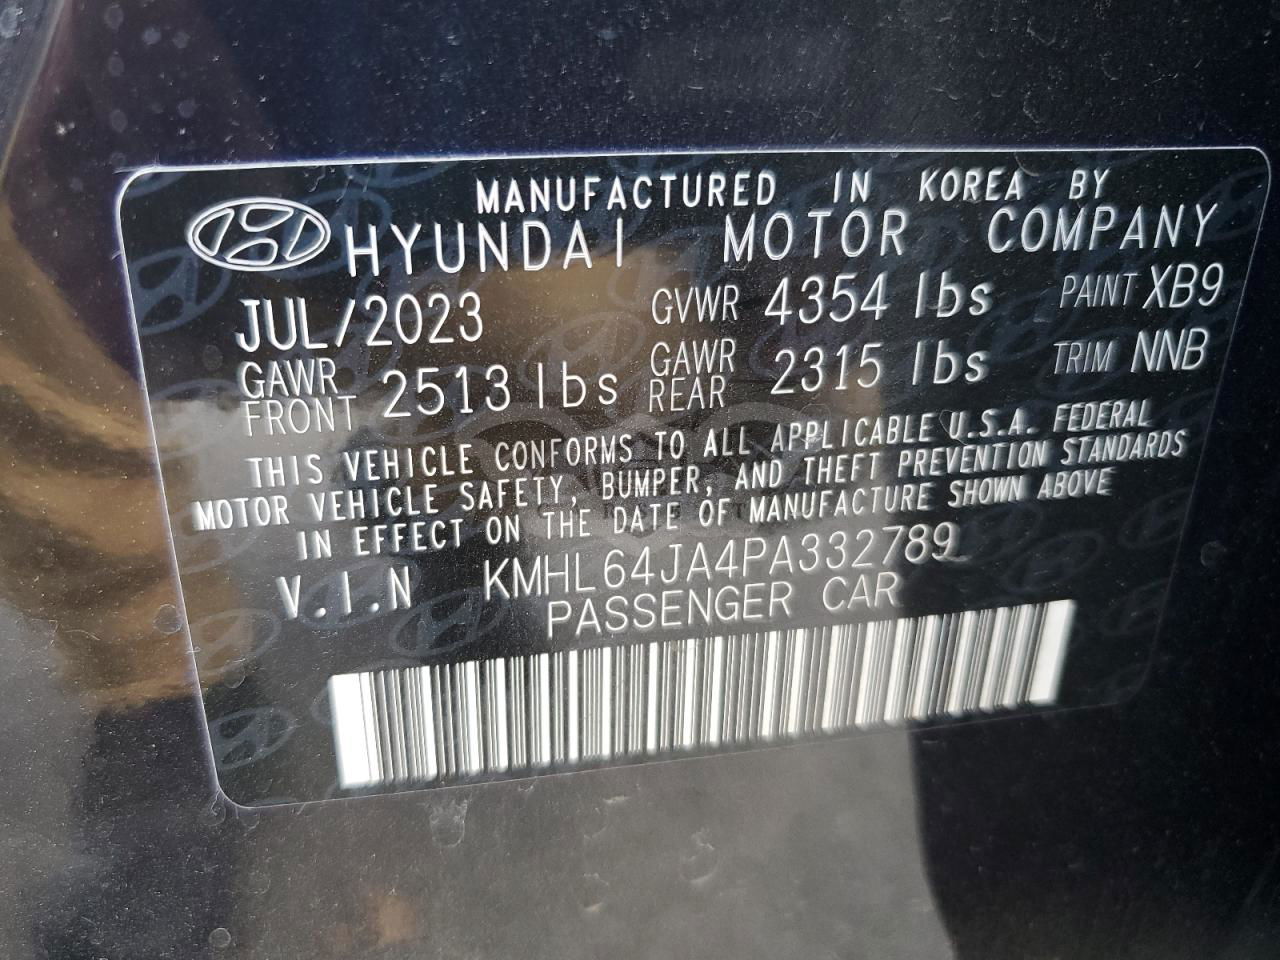 MANUFACTURED IN KOREA BY
HYUNDAI MOTOR COMPANY
JUL/2023 GVWR 4354 lbs PAINT XB9
GAWR FRONT 2513 lbs GAWR REAR 2315 lbs TRIM NNB
THIS VEHICLE CONFORMS TO ALL APPLICABLE U.S.A. FEDERAL
MOTOR VEHICLE SAFETY, BUMPER, AND THEFT PREVENTION STANDARDS
IN EFFECT ON THE DATE OF MANUFACTURE SHOWN ABOVE
V.I.N KMHL64JA4PA332789
PASSENGER CAR